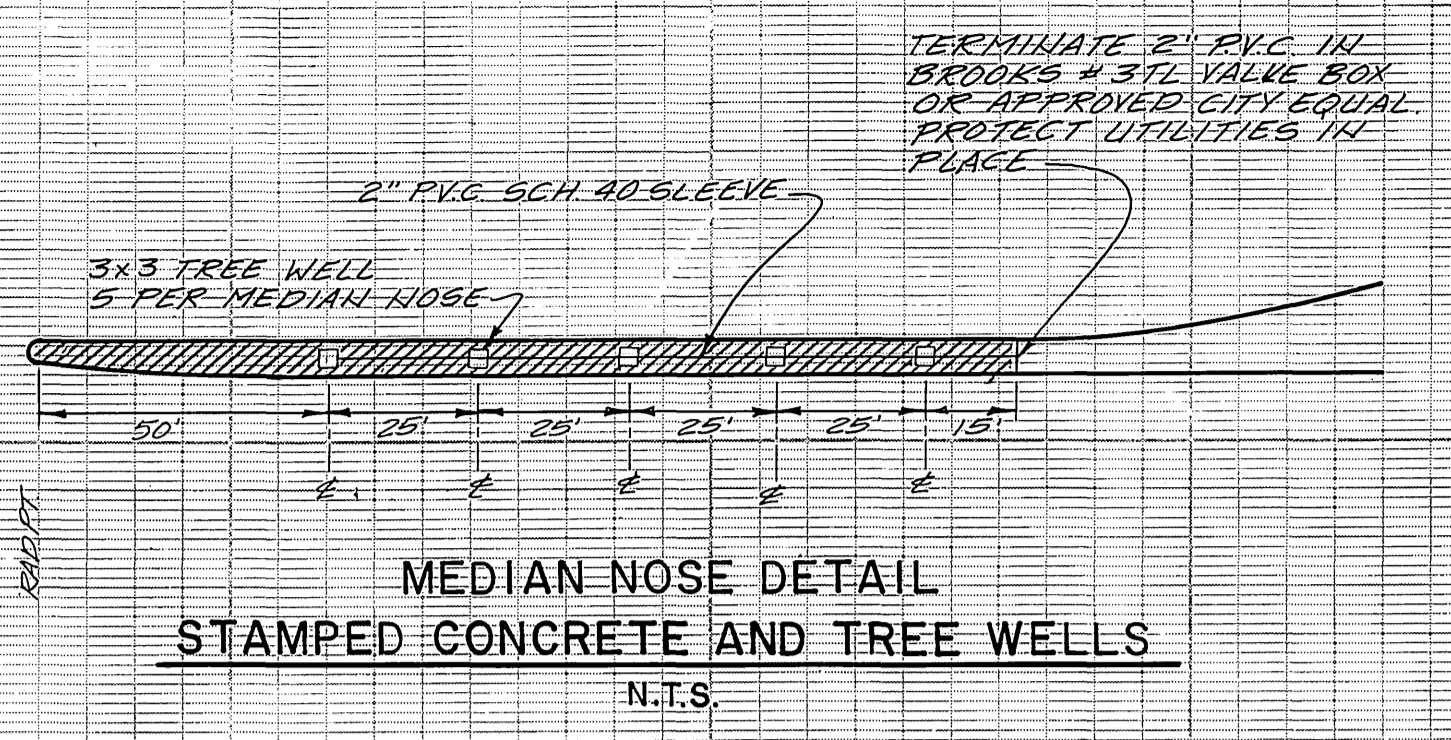 TERMINATE 2" P.V.C. IN
BROOKS #3TL VALUE BOX
OR APPROVED CITY EQUAL.
PROTECT UTILITIES IN
PLACE
2" P.V.C. SCH. 40 SLEEVE
3x3 TREE WELL
5 PER MEDIAN NOSE
50' 25' 25' 25' 25' 15'
℄ ℄ ℄ ℄ ℄
RAD. PT
MEDIAN NOSE DETAIL
STAMPED CONCRETE AND TREE WELLS
N.T.S.